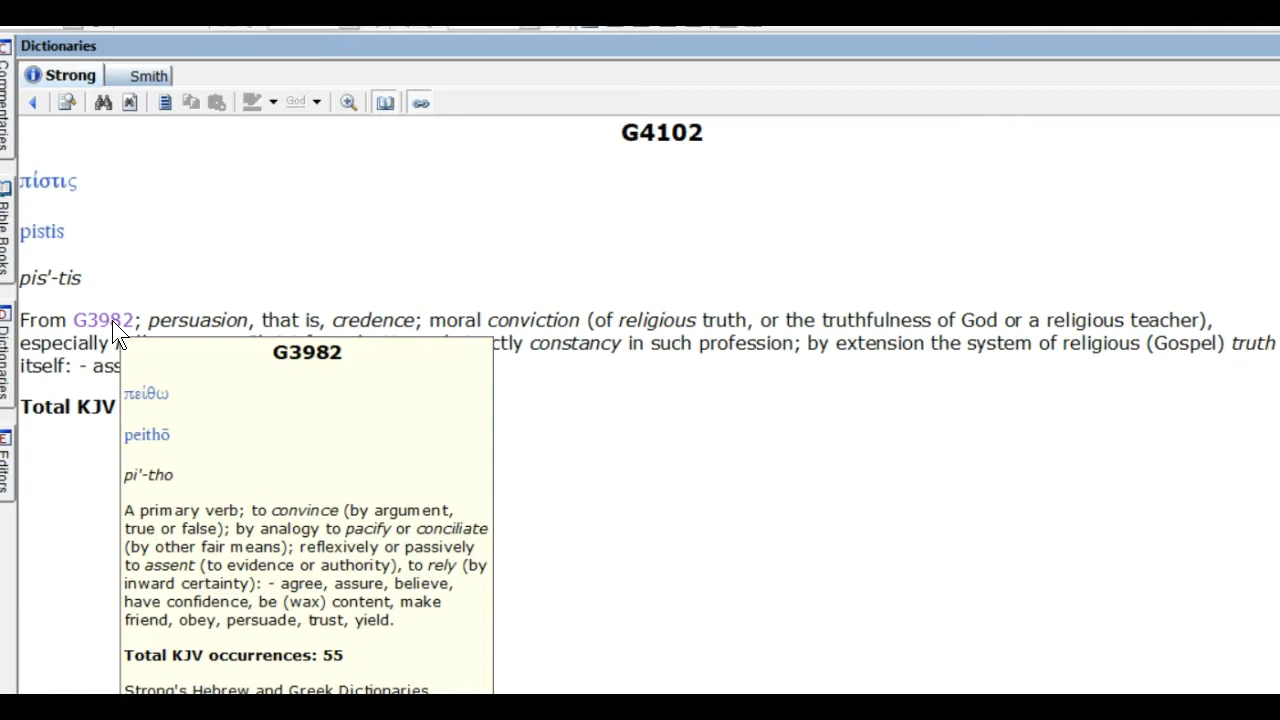 Dictionaries
Strong
Smith
God
Commentaries
Bible Books
Dictionaries
Editors
G4102
πίστις
pistis
pis'-tis
From G3982; persuasion, that is, credence; moral conviction (of religious truth, or the truthfulness of God or a religious teacher),
especially ctly constancy in such profession; by extension the system of religious (Gospel) truth
itself: - ass
Total KJV
G3982
πείθω
peithō
pi'-tho
A primary verb; to convince (by argument,
true or false); by analogy to pacify or conciliate
(by other fair means); reflexively or passively
to assent (to evidence or authority), to rely (by
inward certainty): - agree, assure, believe,
have confidence, be (wax) content, make
friend, obey, persuade, trust, yield.
Total KJV occurrences: 55
Strong's Hebrew and Greek Dictionaries